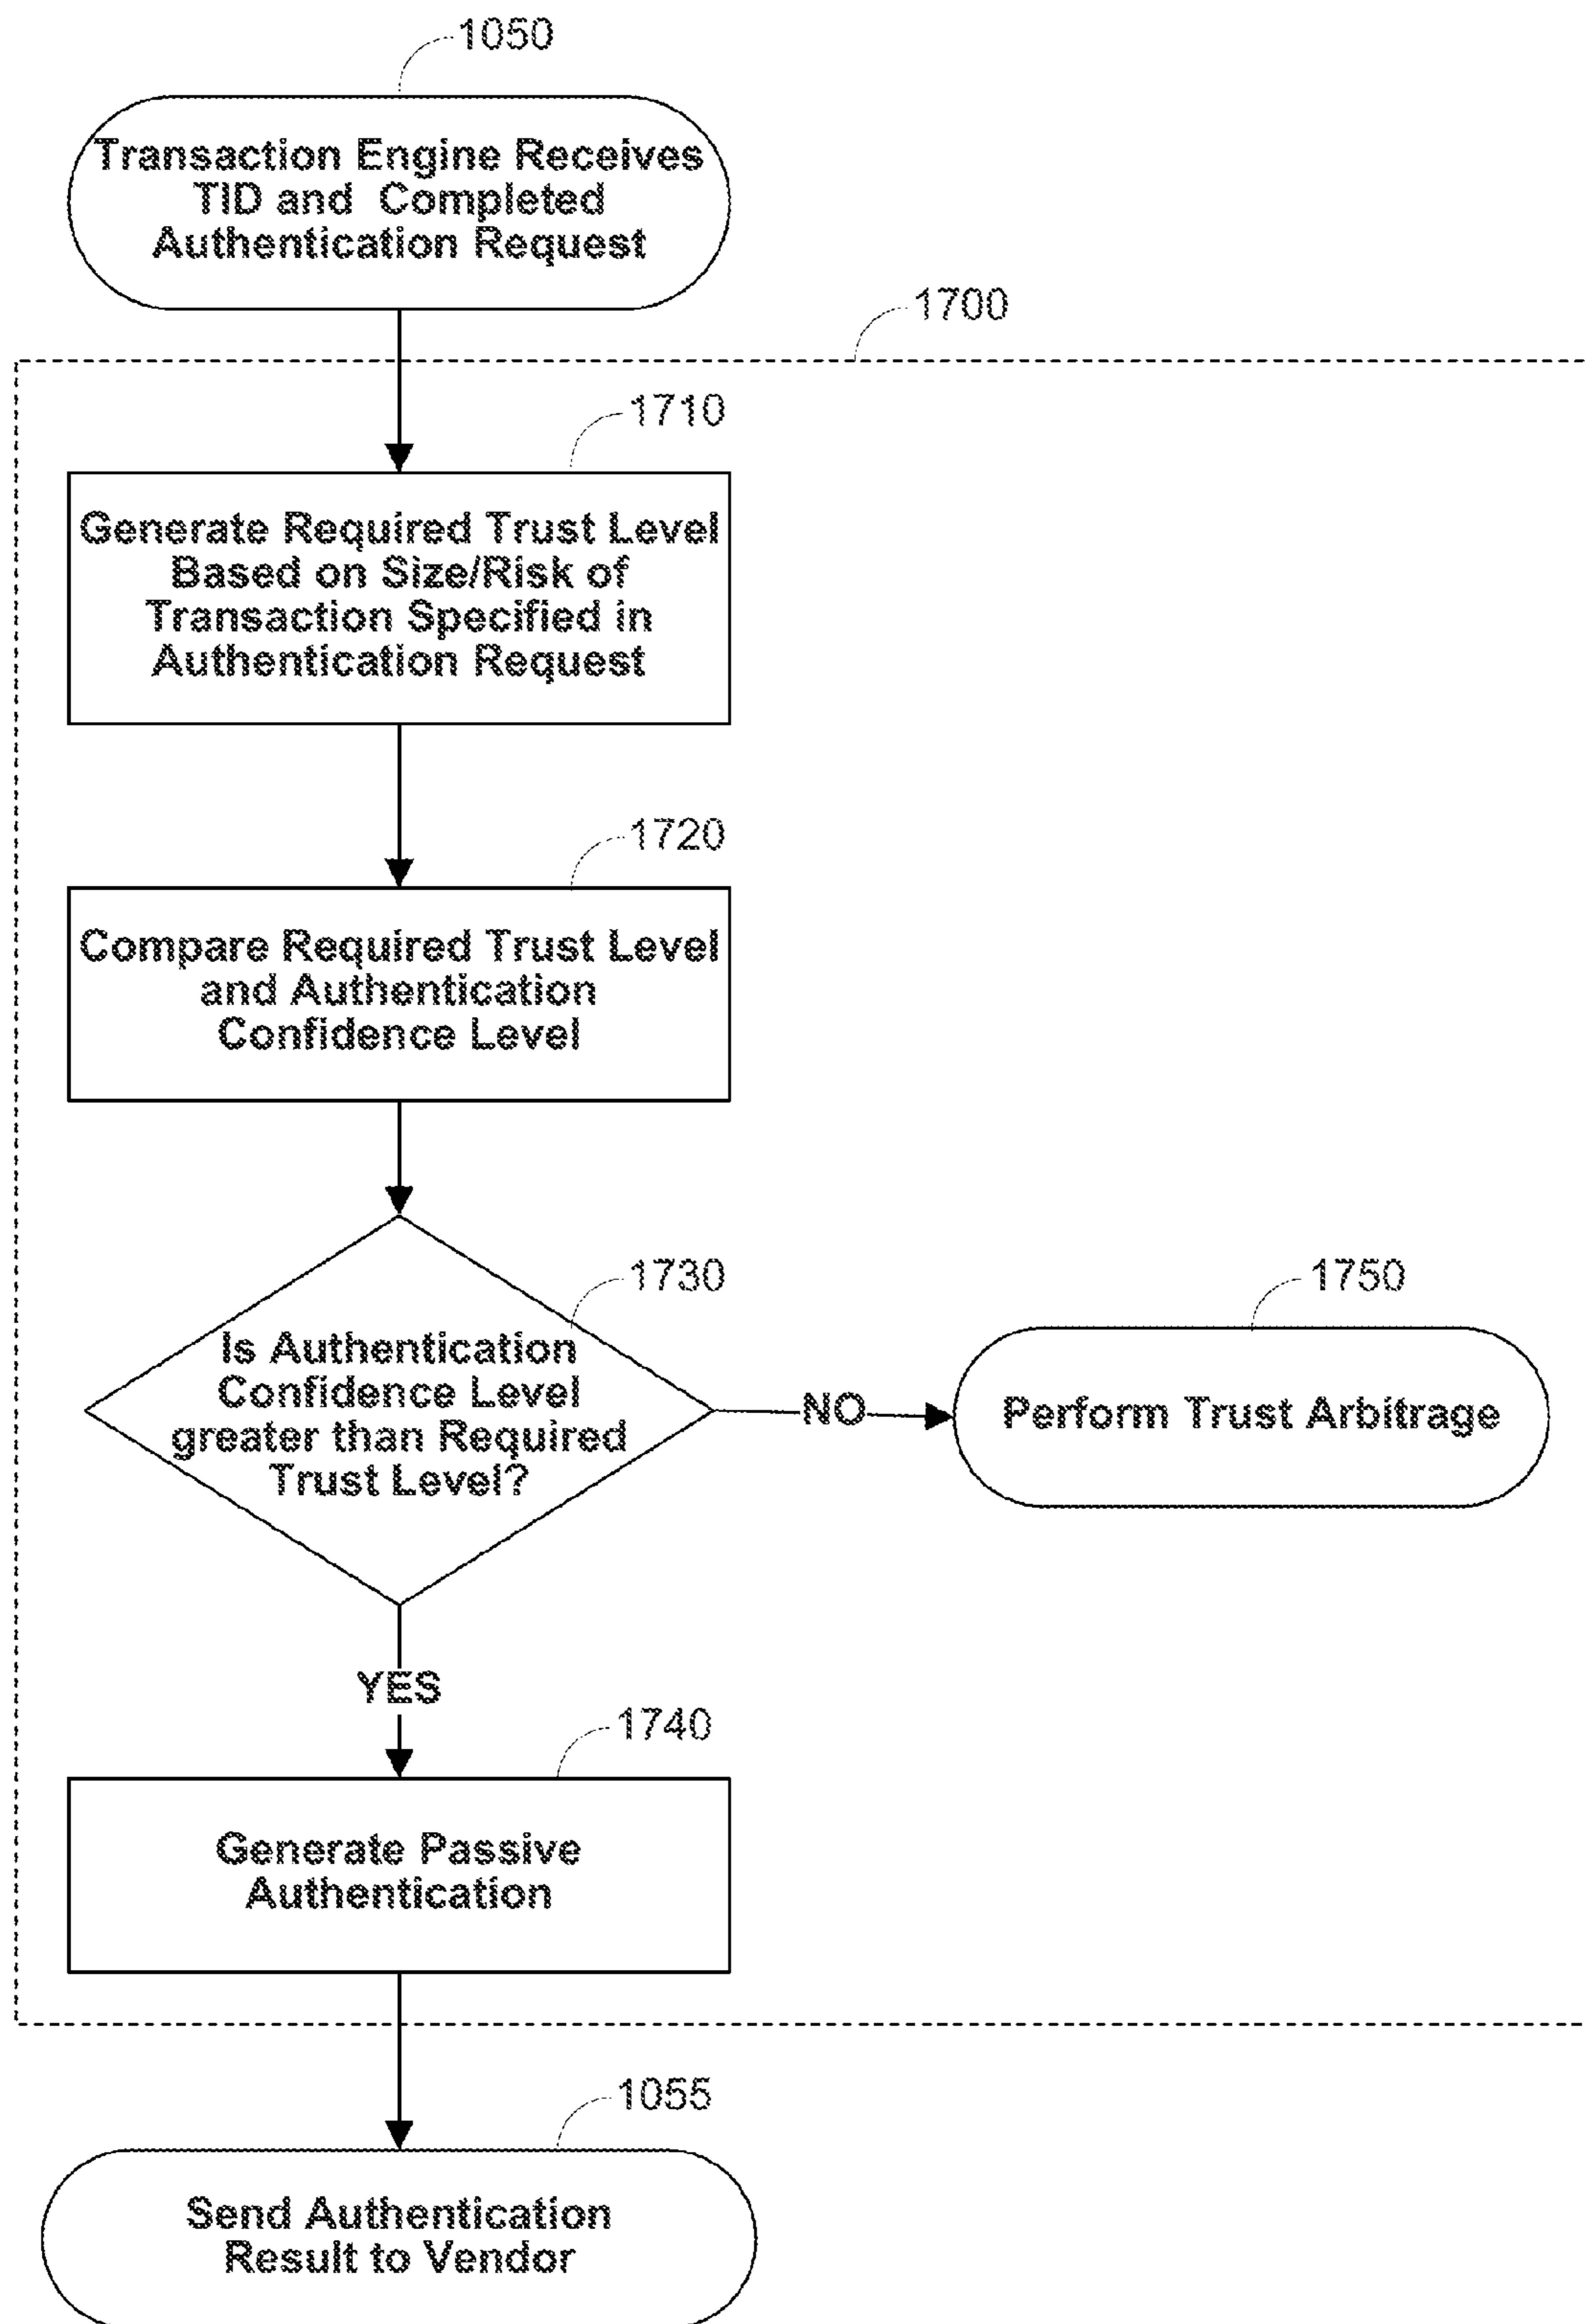 1050
Transaction Engine Receives
TID and Completed
Authentication Request
1700
1710
Generate Required Trust Level
Based on Size/Risk of
Transaction Specified in
Authentication Request
1720
Compare Required Trust Level
and Authentication
Confidence Level
1730
Is Authentication
Confidence Level
greater than Required
Trust Level?
NO
1750
Perform Trust Arbitrage
YES
1740
Generate Passive
Authentication
1055
Send Authentication
Result to Vendor